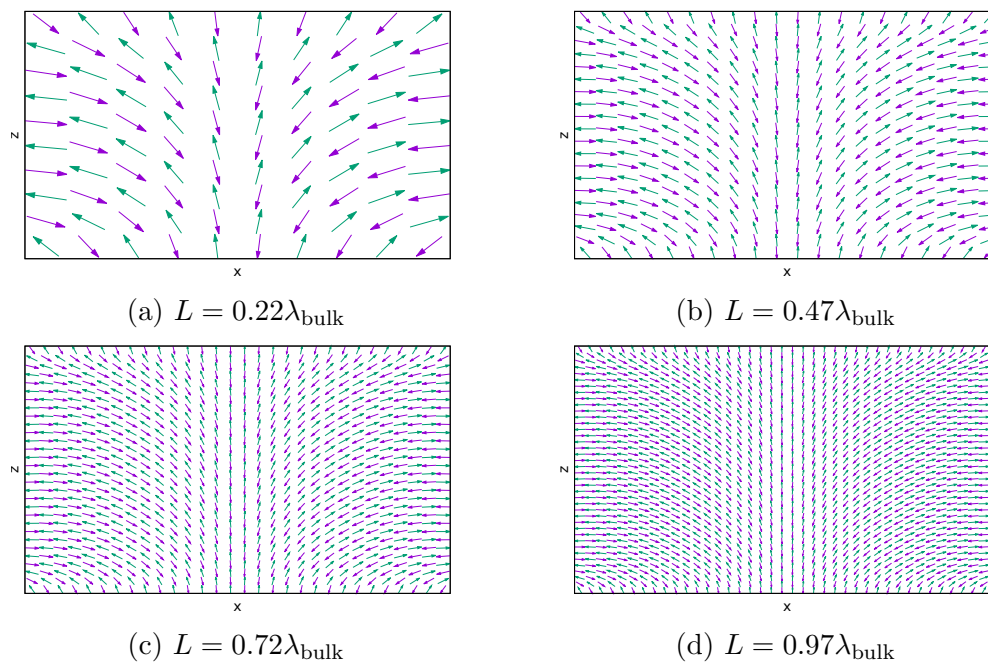 z
x
(a) L = 0.22λbulk
z
x
(b) L = 0.47λbulk
z
x
(c) L = 0.72λbulk
z
x
(d) L = 0.97λbulk